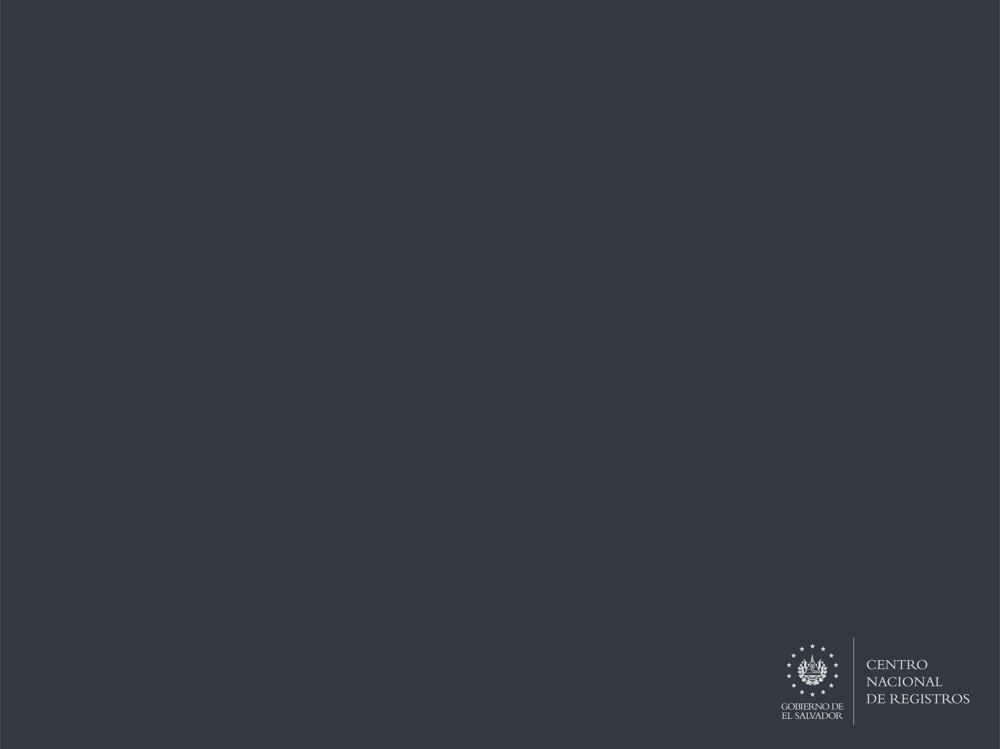 GOBIERNO DE
EL SALVADOR
CENTRO
NACIONAL
DE REGISTROS